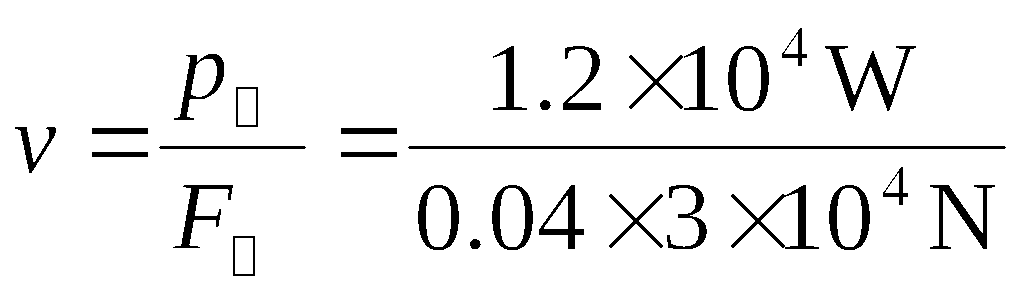 v = p▯ / F▯ = 1.2 × 10⁴ W / 0.04 × 3 × 10⁴ N